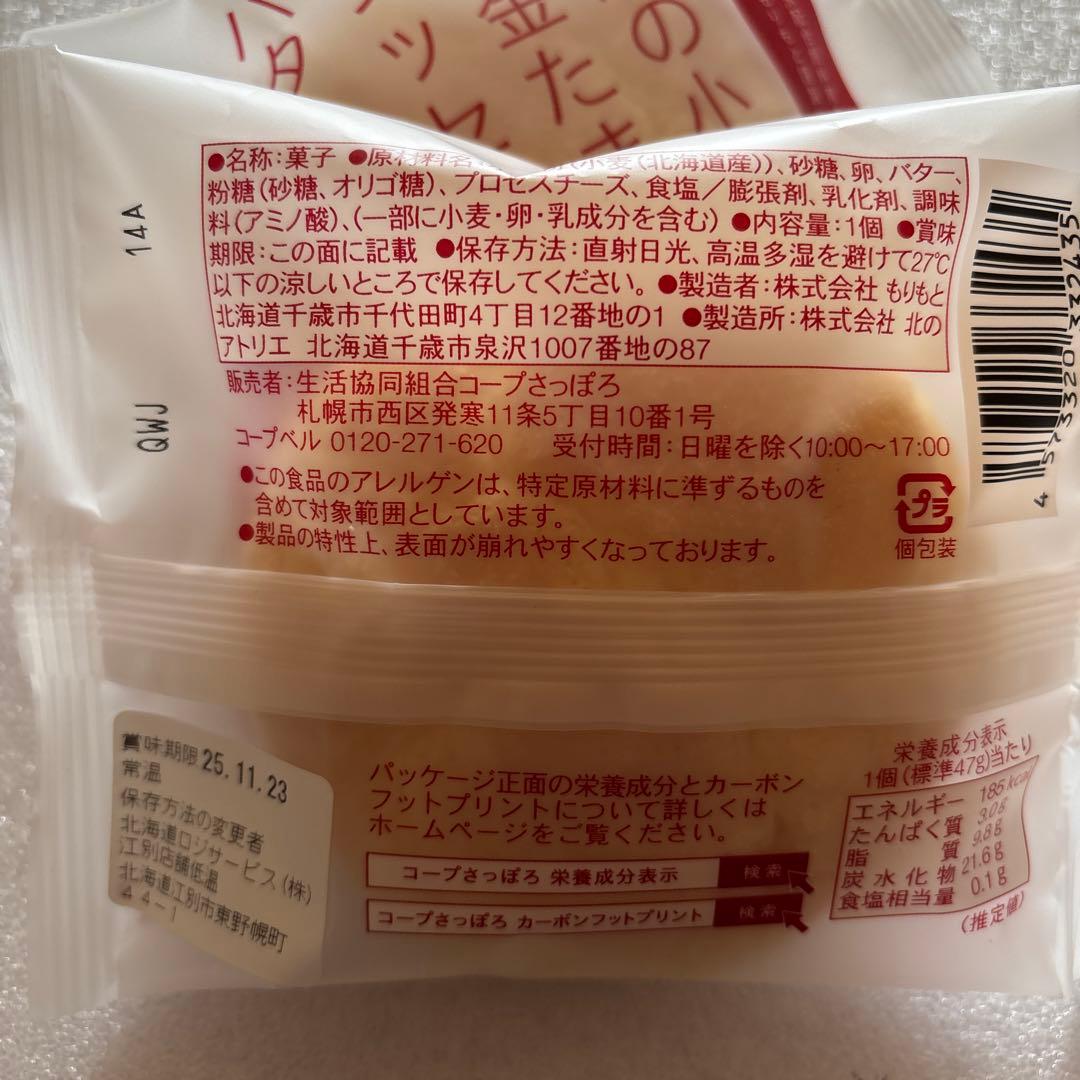 の小
金た
ッセ
バタ
●名称:菓子 ●原材料名 (小麦(北海道産))、砂糖、卵、バター、
粉糖(砂糖、オリゴ糖)、プロセスチーズ、食塩/膨張剤、乳化剤、調味
料(アミノ酸)、(一部に小麦・卵・乳成分を含む) ●内容量:1個 ●賞味
期限:この面に記載 ●保存方法:直射日光、高温多湿を避けて27℃
以下の涼しいところで保存してください。 ●製造者:株式会社 もりもと
北海道千歳市千代田町4丁目12番地の1 ●製造所:株式会社 北の
アトリエ 北海道千歳市泉沢1007番地の87
販売者:生活協同組合コープさっぽろ
札幌市西区発寒11条5丁目10番1号
コープベル 0120-271-620 受付時間:日曜を除く10:00〜17:00
●この食品のアレルゲンは、特定原材料に準ずるものを
含めて対象範囲としています。
●製品の特性上、表面が崩れやすくなっております。
プラ
個包装
4 573320 332435
14A
QWJ
賞味期限 25.11.23
常温
保存方法の変更者
北海道ロジサービス(株)
江別店舗低温
北海道江別市東野幌町
4 4-1
パッケージ正面の栄養成分とカーボン
フットプリントについて詳しくは
ホームページをご覧ください。
コープさっぽろ 栄養成分表示 検索
コープさっぽろ カーボンフットプリント 検索
栄養成分表示
1個(標準47g)当たり
エネルギー 185kcal
たんぱく質 3.0g
脂質 9.8g
炭水化物 21.6g
食塩相当量 0.1g
(推定値)